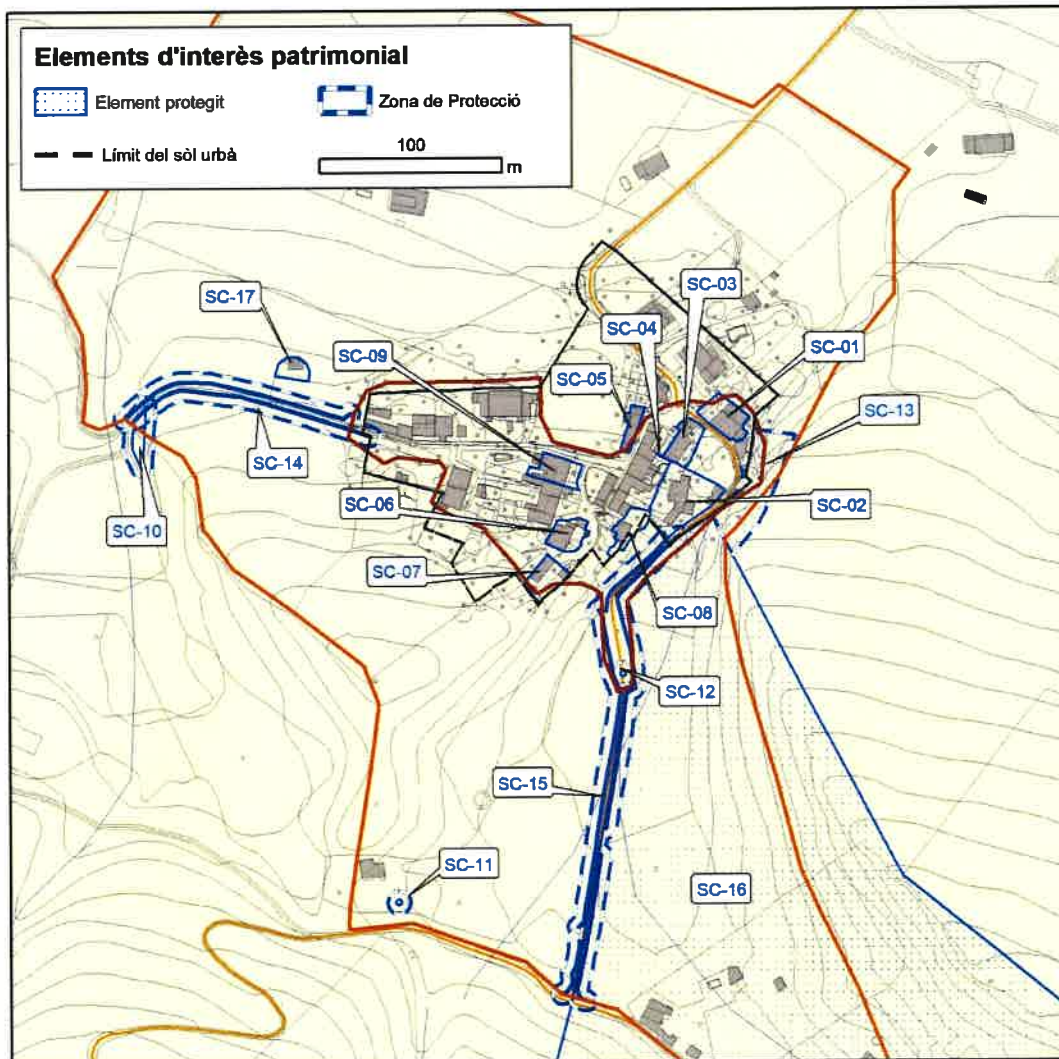 Elements d'interès patrimonial
Element protegit
Zona de Protecció
Límit del sòl urbà
100
m
SC-03
SC-17
SC-04
SC-01
SC-09
SC-05
SC-13
SC-14
SC-06
SC-02
SC-10
SC-07
SC-08
SC-12
SC-15
SC-11
SC-16